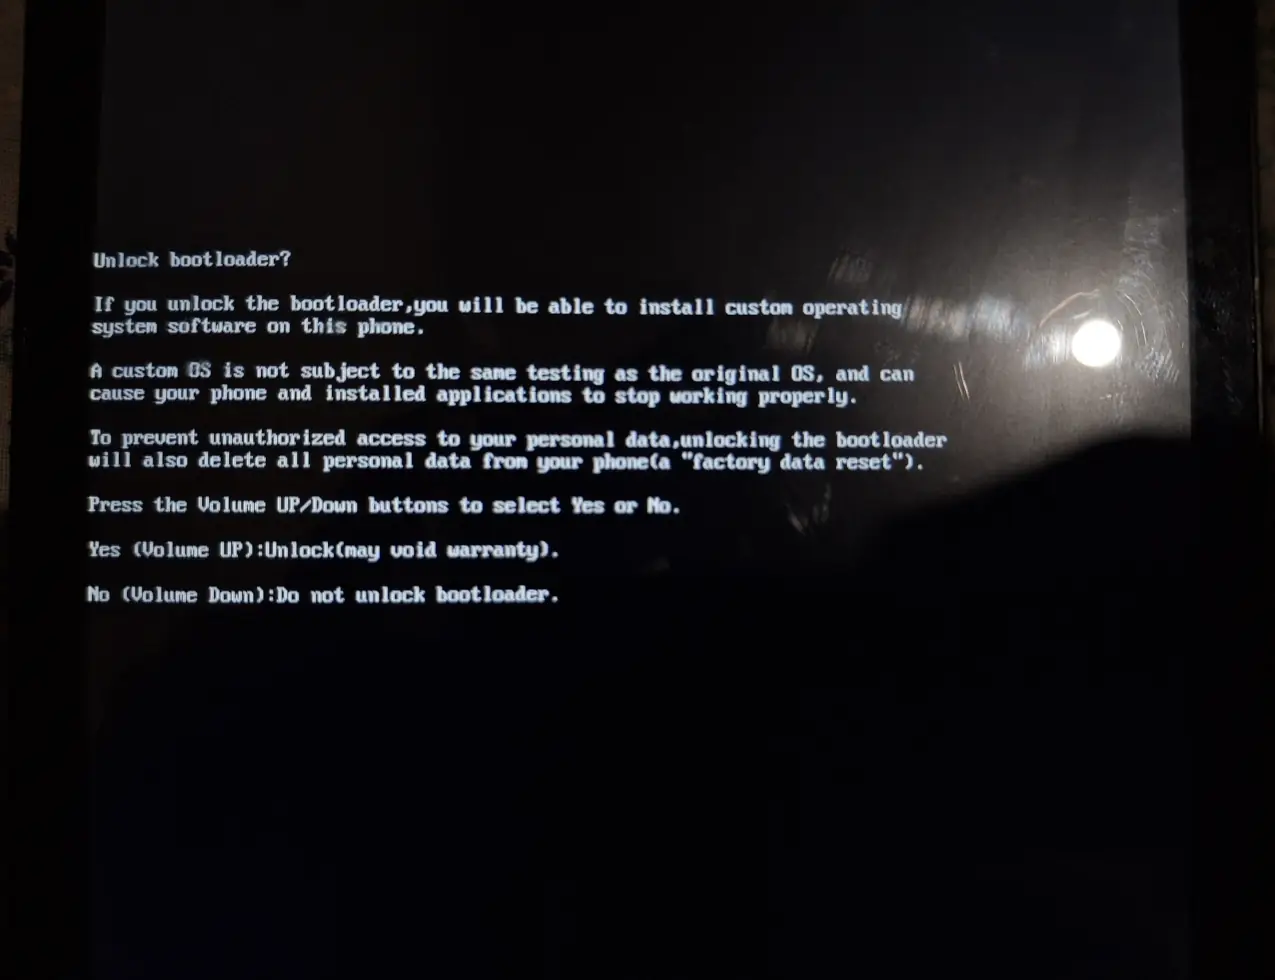 Unlock bootloader?
If you unlock the bootloader,you will be able to install custom operating
system software on this phone.
A custom OS is not subject to the same testing as the original OS, and can
cause your phone and installed applications to stop working properly.
To prevent unauthorized access to your personal data,unlocking the bootloader
will also delete all personal data from your phone(a "factory data reset").
Press the Volume UP/Down buttons to select Yes or No.
Yes (Volume UP):Unlock(may void warranty).
No (Volume Down):Do not unlock bootloader.